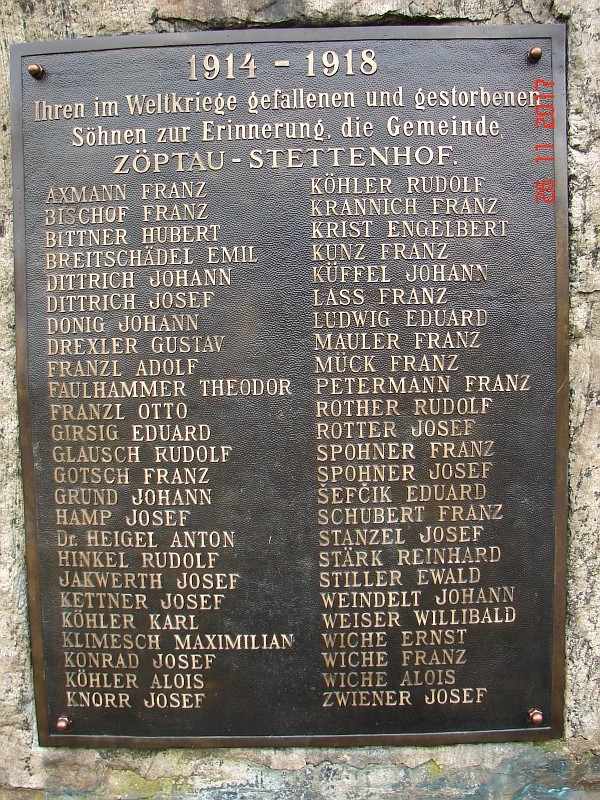 1914 - 1918
Ihren im Weltkriege gefallenen und gestorbenen
Söhnen zur Erinnerung, die Gemeinde
ZÖPTAU - STETTENHOF.
AXMANN FRANZ
BISCHOF FRANZ
BITTNER HUBERT
BREITSCHÄDEL EMIL
DITTRICH JOHANN
DITTRICH JOSEF
DONIG JOHANN
DREXLER GUSTAV
FRANZL ADOLF
FAULHAMMER THEODOR
FRANZL OTTO
GIRSIG EDUARD
GLAUSCH RUDOLF
GOTSCH FRANZ
GRUND JOHANN
HAMP JOSEF
Dr. HEIGEL ANTON
HINKEL RUDOLF
JAKWERTH JOSEF
KETTNER JOSEF
KÖHLER KARL
KLIMESCH MAXIMILIAN
KONRAD JOSEF
KÖHLER ALOIS
KNORR JOSEF
KÖHLER RUDOLF
KRANNICH FRANZ
KRIST ENGELBERT
KUNZ FRANZ
KÜFFEL JOHANN
LASS FRANZ
LUDWIG EDUARD
MAULER FRANZ
MÜCK FRANZ
PETERMANN FRANZ
ROTHER RUDOLF
ROTTER JOSEF
SPOHNER FRANZ
SPOHNER JOSEF
ŠEFČIK EDUARD
SCHUBERT FRANZ
STANZEL JOSEF
STÄRK REINHARD
STILLER EWALD
WEINDELT JOHANN
WEISER WILLIBALD
WICHE ERNST
WICHE FRANZ
WICHE ALOIS
ZWIENER JOSEF
26 11 2017